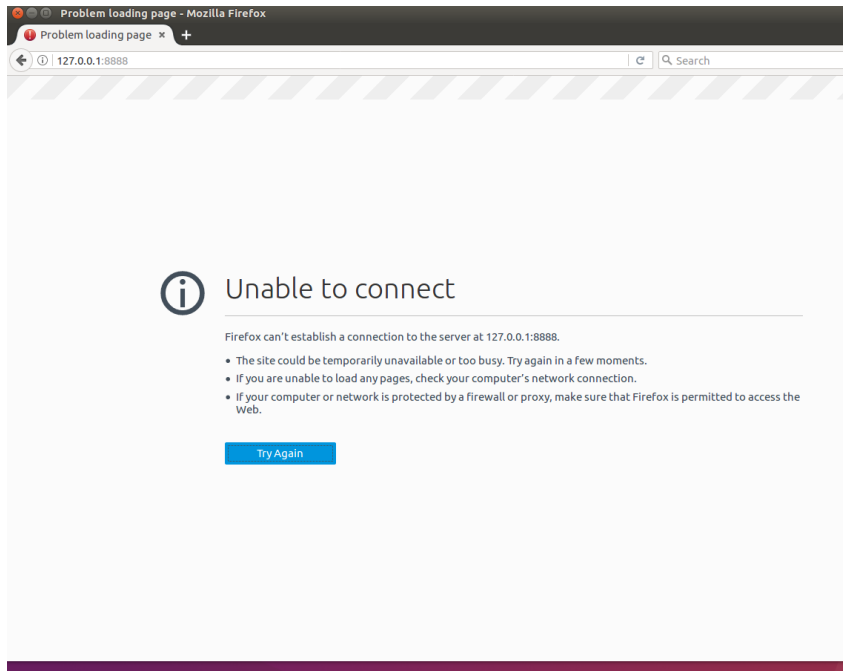 Problem loading page - Mozilla Firefox
Problem loading page × +
127.0.0.1:8888 Search
Unable to connect
Firefox can’t establish a connection to the server at 127.0.0.1:8888.
• The site could be temporarily unavailable or too busy. Try again in a few moments.
• If you are unable to load any pages, check your computer’s network connection.
• If your computer or network is protected by a firewall or proxy, make sure that Firefox is permitted to access the
Web.
Try Again